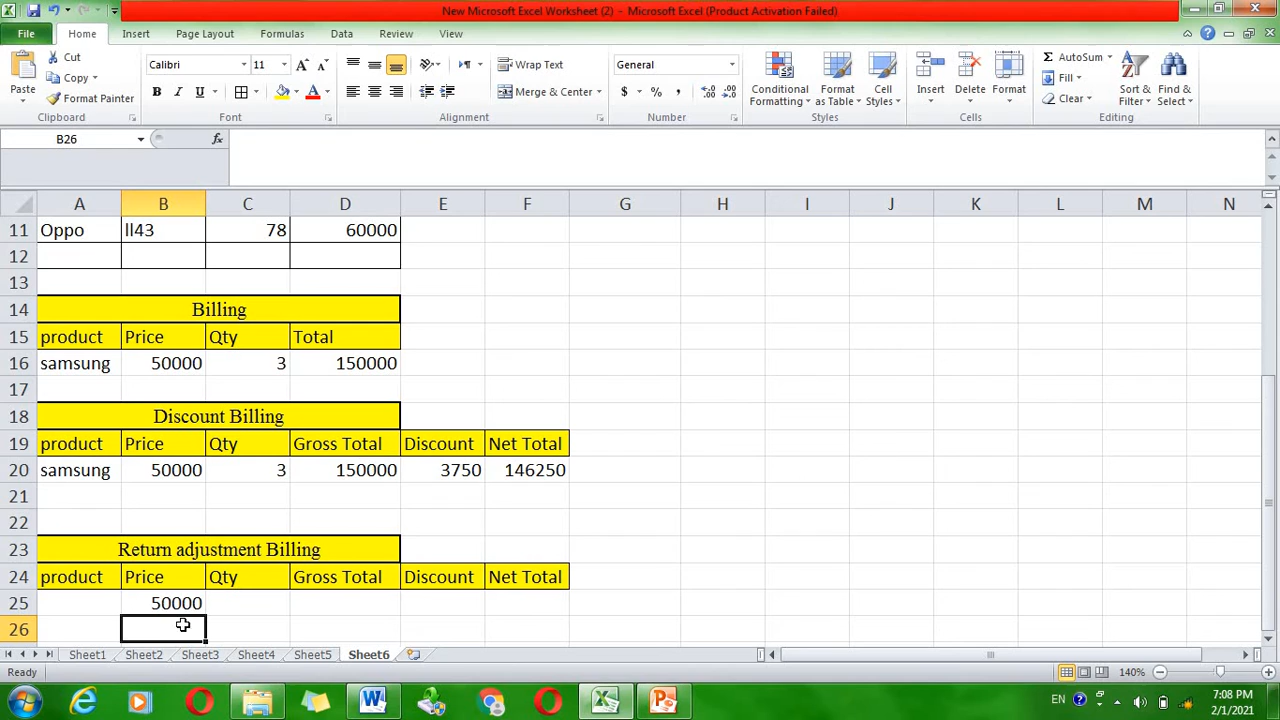 New Microsoft Excel Worksheet (2) - Microsoft Excel (Product Activation Failed)
File Home Insert Page Layout Formulas Data Review View
Paste
Cut
Copy
Format Painter
Clipboard
Calibri 11
B I U A
Font
Wrap Text
Merge & Center
Alignment
General
$ % ,
Number
Conditional Formatting
Format as Table
Cell Styles
Styles
Insert Delete Format
Cells
Σ AutoSum
Fill
Clear
Sort & Filter
Find & Select
Editing
B26 fx
A B C D E F G H I J K L M N
11 Oppo ll43 78 60000
12
13
14 Billing
15 product Price Qty Total
16 samsung 50000 3 150000
17
18 Discount Billing
19 product Price Qty Gross Total Discount Net Total
20 samsung 50000 3 150000 3750 146250
21
22
23 Return adjustment Billing
24 product Price Qty Gross Total Discount Net Total
25 50000
26
Sheet1 Sheet2 Sheet3 Sheet4 Sheet5 Sheet6
Ready 140%
EN 7:08 PM
2/1/2021